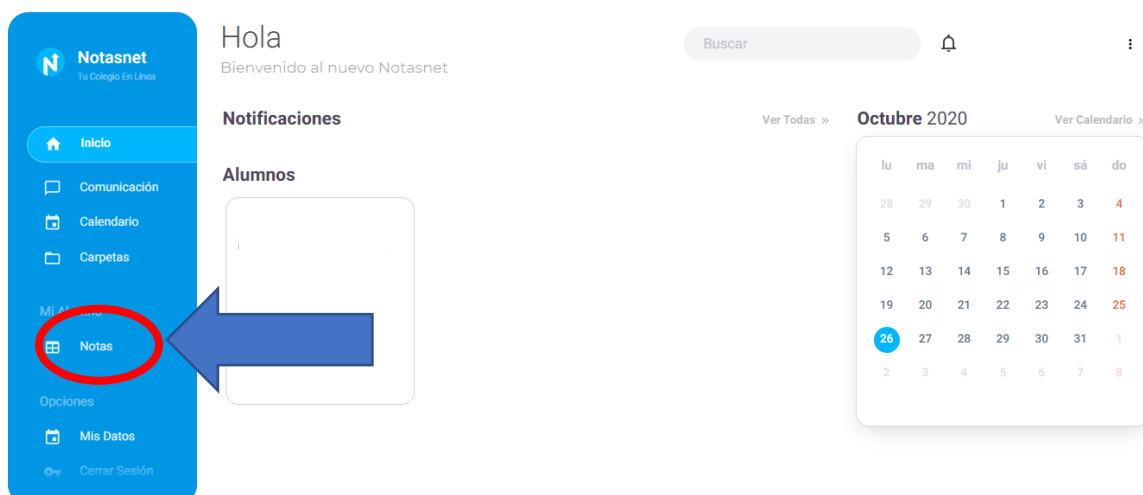 Notasnet
Tu Colegio En Línea
Inicio
Comunicación
Calendario
Carpetas
Mi Alumno
Notas
Opciones
Mis Datos
Cerrar Sesión
Hola
Bienvenido al nuevo Notasnet
Buscar
Notificaciones
Ver Todas »
Alumnos
Octubre 2020
Ver Calendario »
lu ma mi ju vi sá do
28 29 30 1 2 3 4
5 6 7 8 9 10 11
12 13 14 15 16 17 18
19 20 21 22 23 24 25
26 27 28 29 30 31 1
2 3 4 5 6 7 8